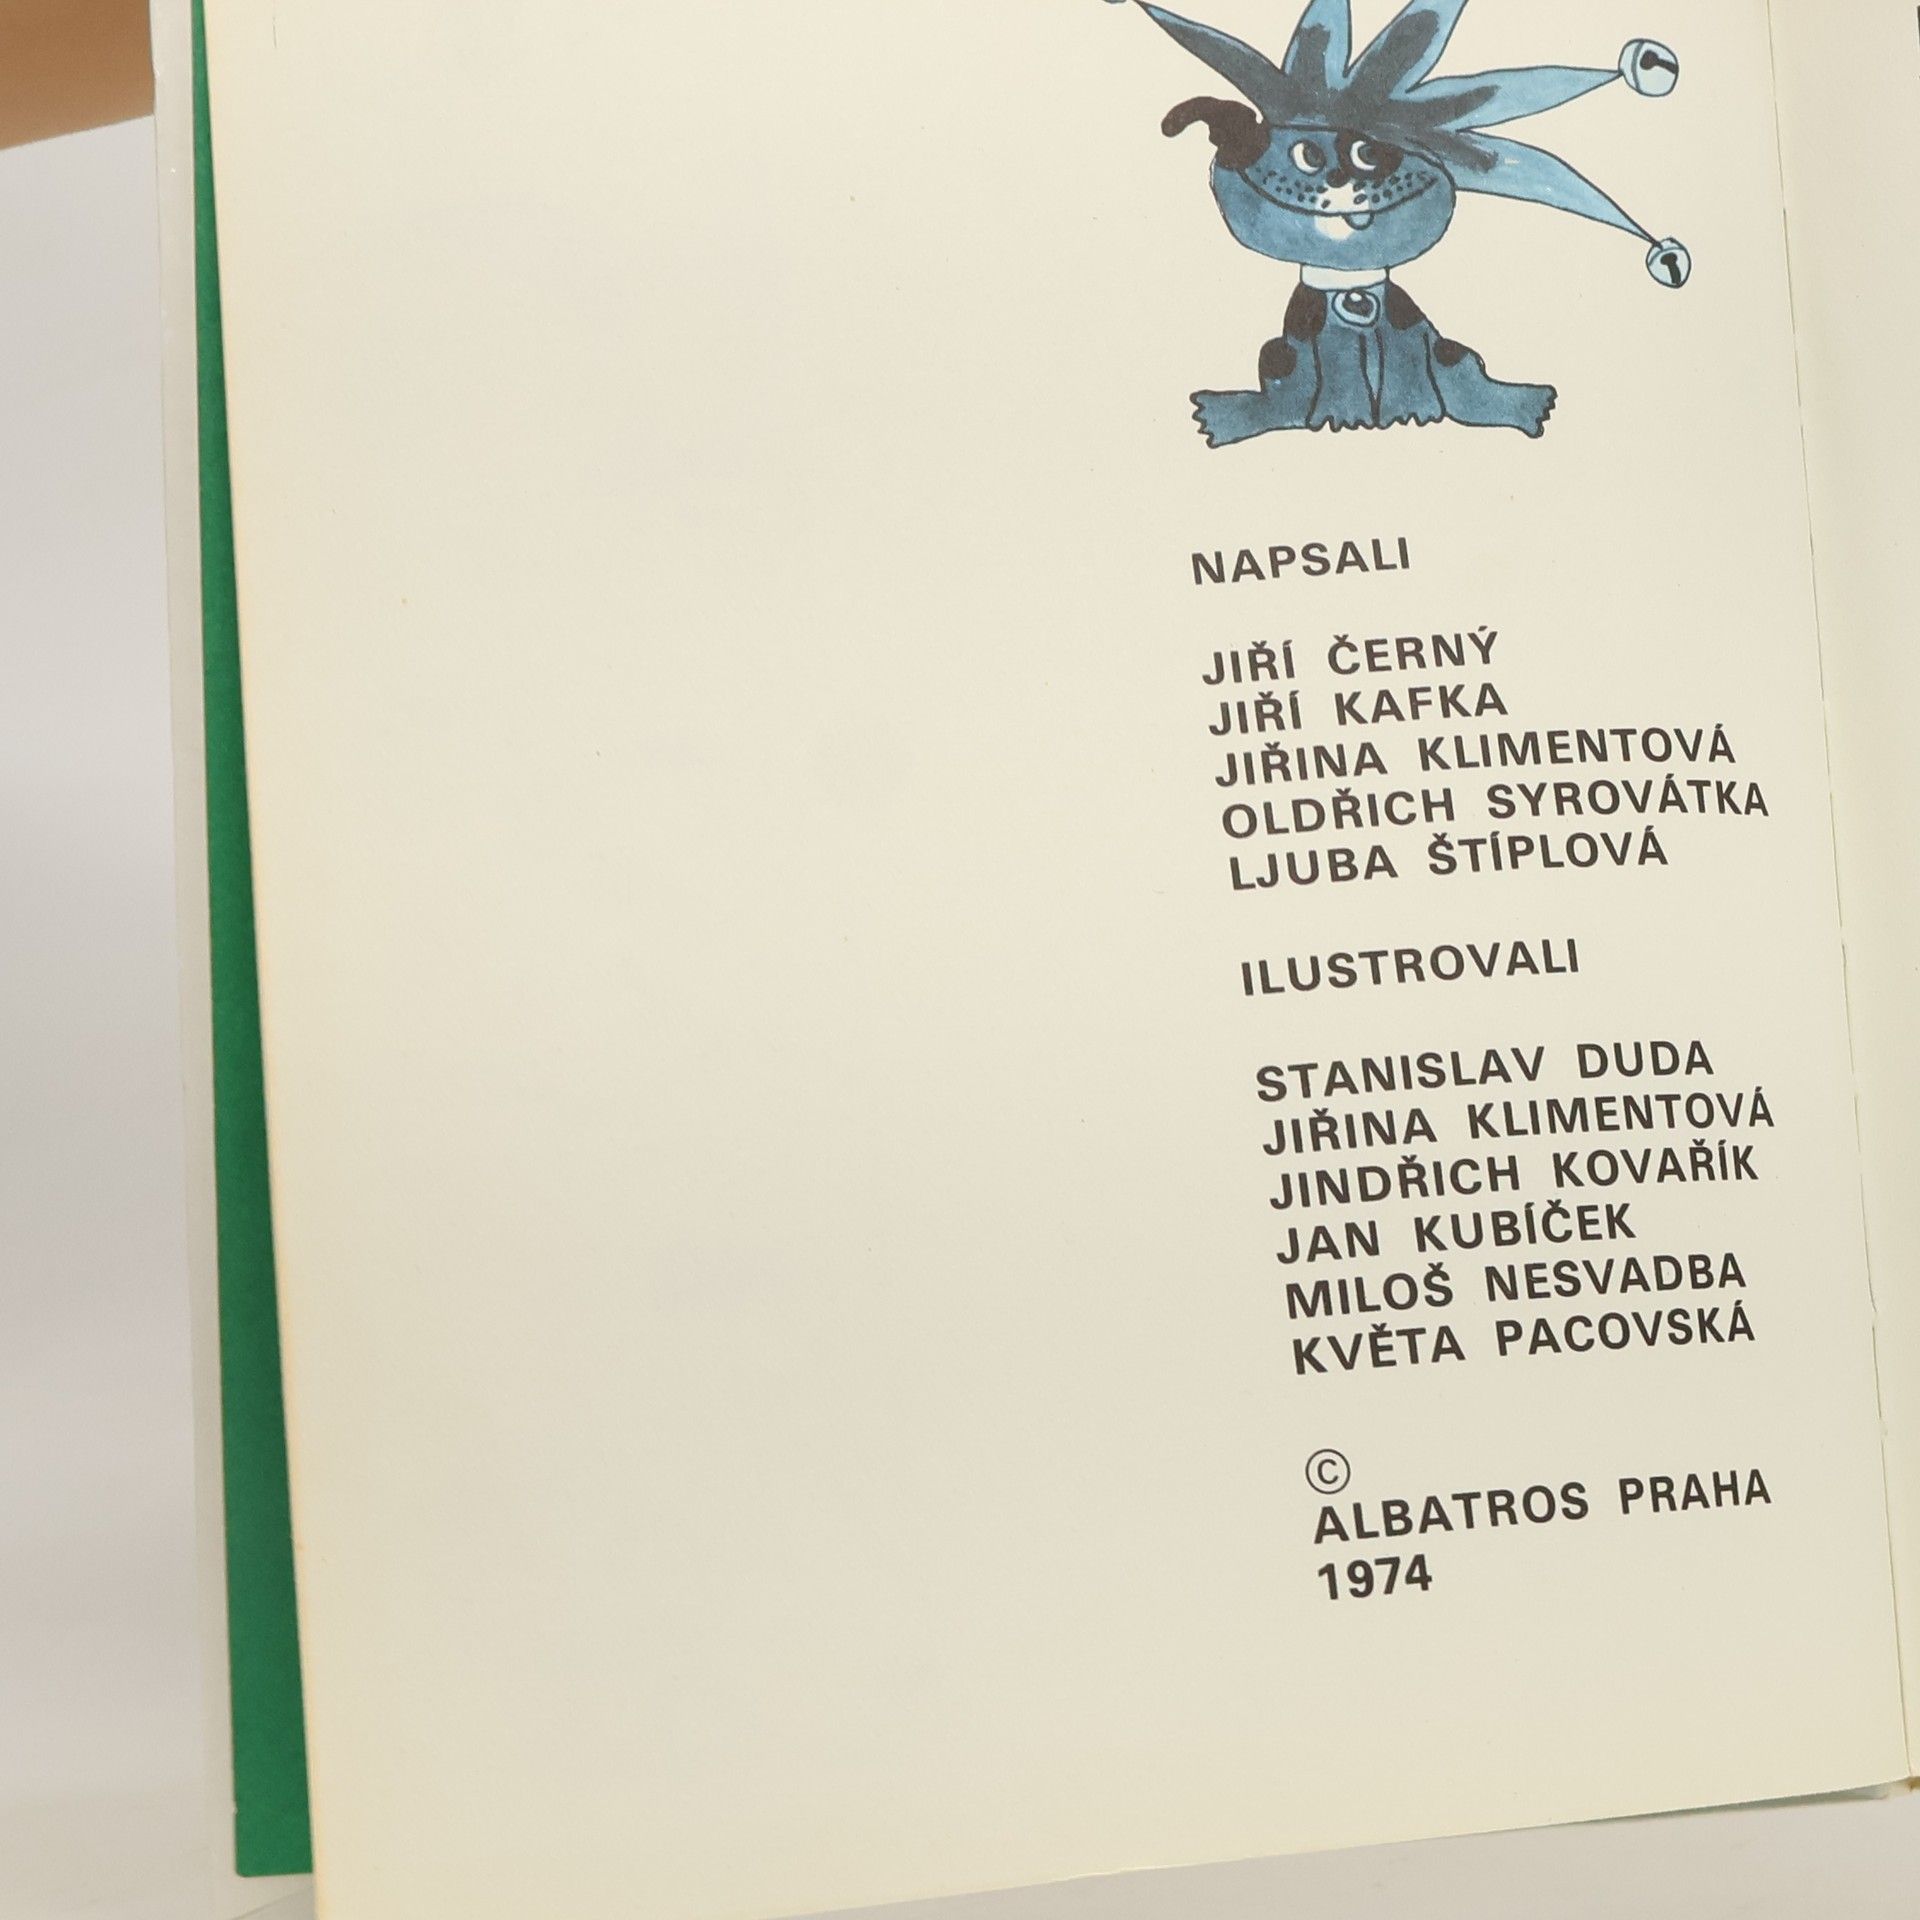 NAPSALI
JIŘÍ ČERNÝ
JIŘÍ KAFKA
JIŘINA KLIMENTOVÁ
OLDŘICH SYROVÁTKA
LJUBA ŠTÍPLOVÁ
ILUSTROVALI
STANISLAV DUDA
JIŘINA KLIMENTOVÁ
JINDŘICH KOVAŘÍK
JAN KUBÍČEK
MILOŠ NESVADBA
KVĚTA PACOVSKÁ
©
ALBATROS PRAHA
1974